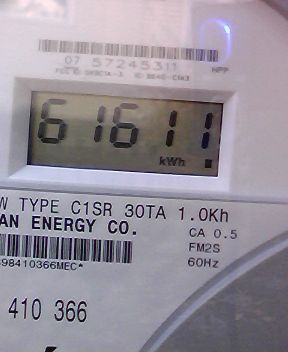 07 57245311
HPP
61611
kWh
W TYPE C1SR 30TA 1.0Kh
AN ENERGY CO.
CA 0.5
FM2S
60Hz
98410366MEC*
410 366